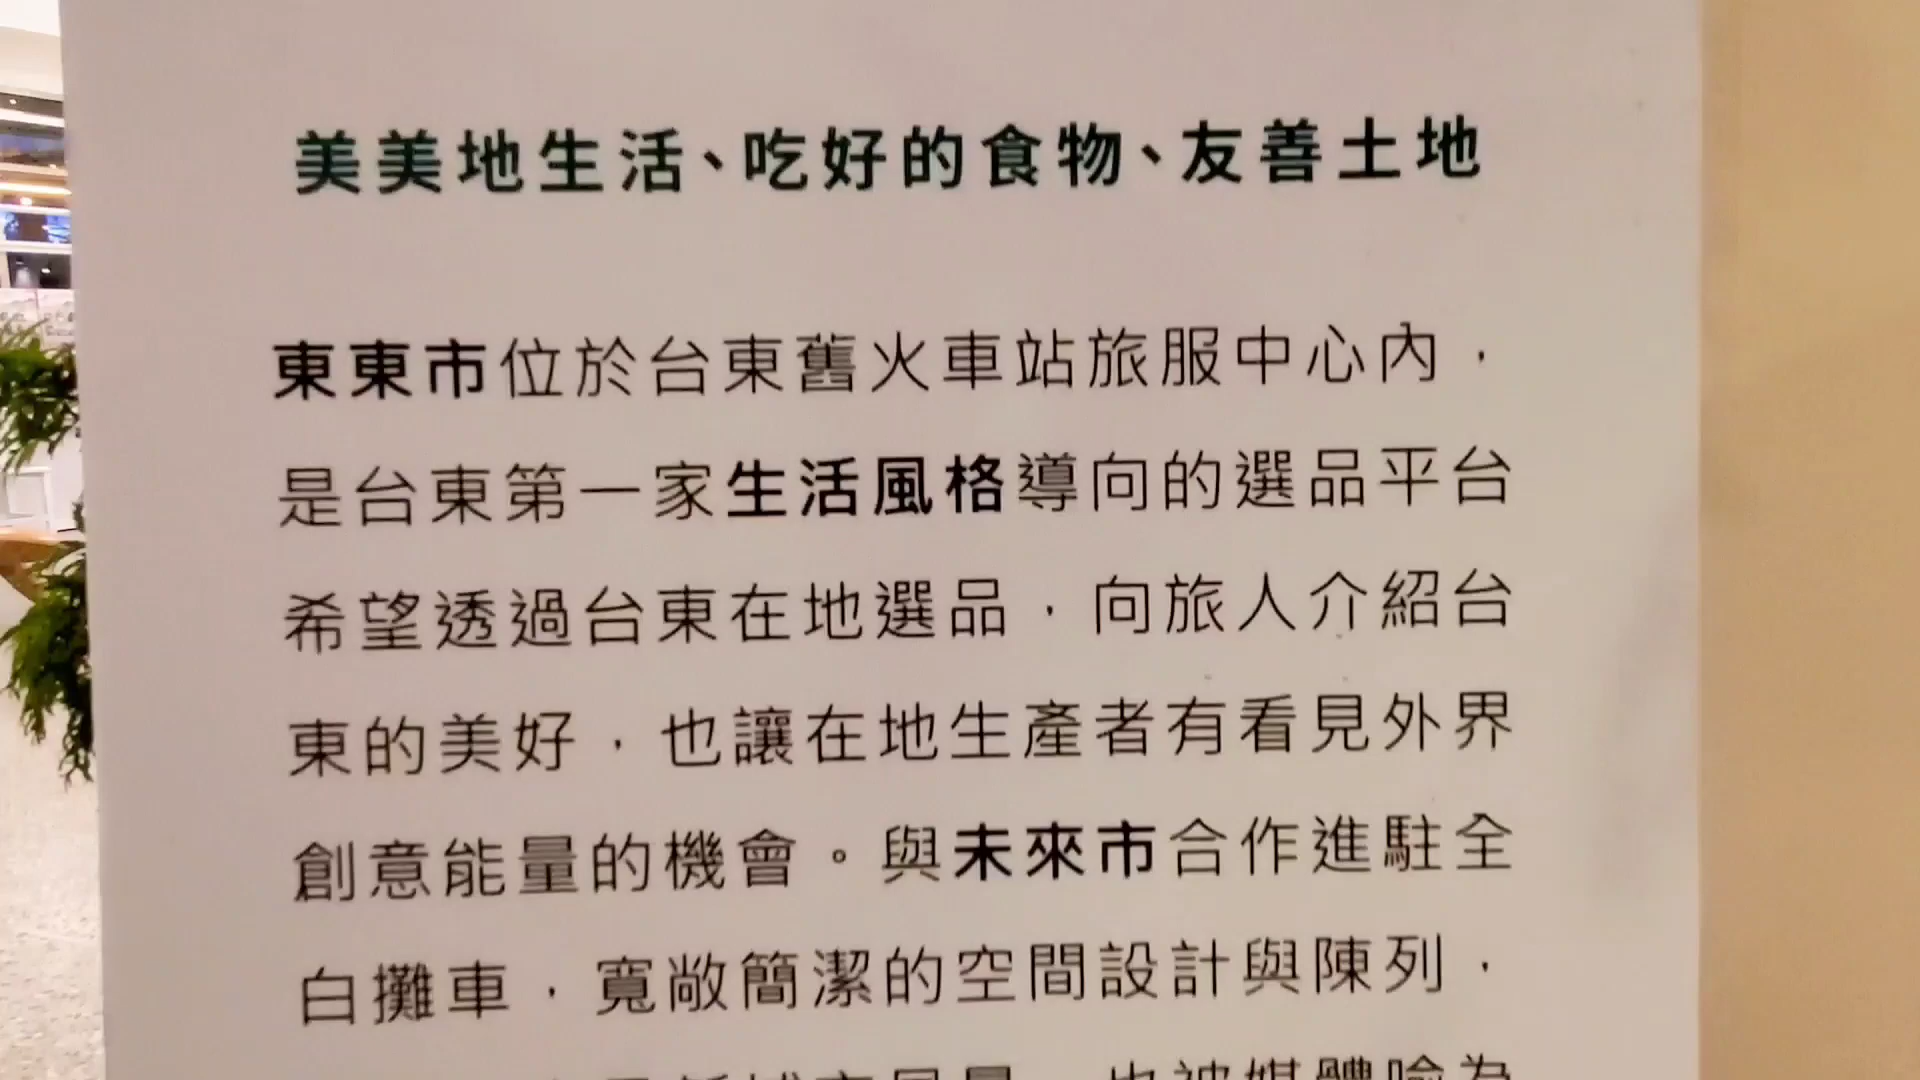 美美地生活、吃好的食物、友善土地
東東市位於台東舊火車站旅服中心內，
是台東第一家生活風格導向的選品平台
希望透過台東在地選品，向旅人介紹台
東的美好，也讓在地生產者有看見外界
創意能量的機會。與未來市合作進駐全
白攤車，寬敞簡潔的空間設計與陳列，